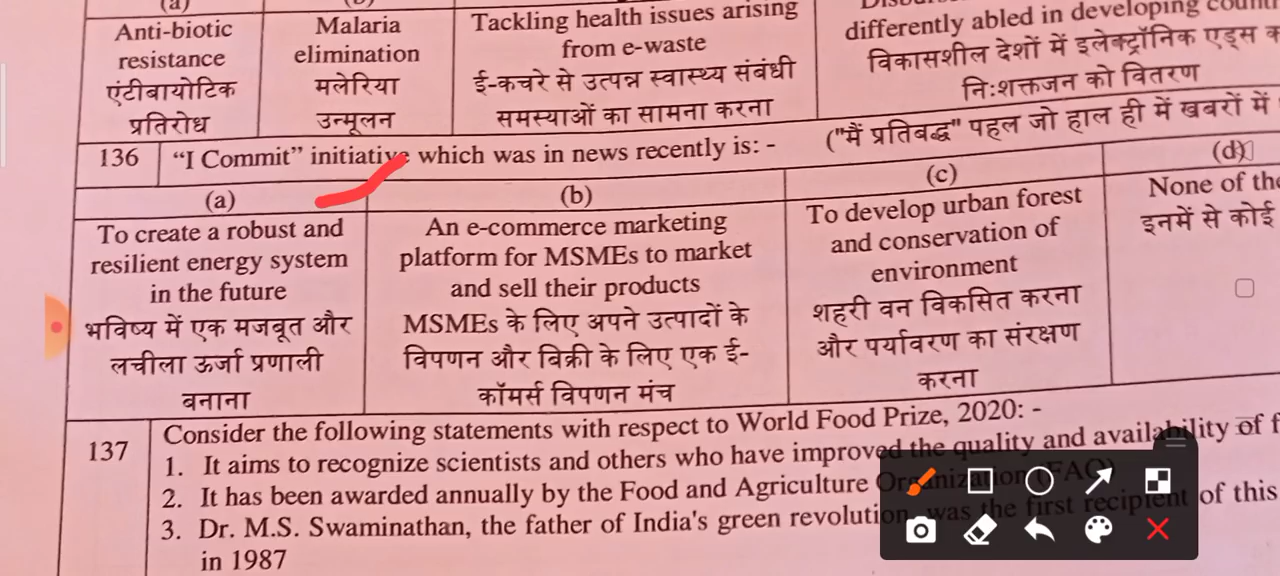 (a)
Anti-biotic
resistance
एंटीबायोटिक
प्रतिरोध
Malaria
elimination
मलेरिया
उन्मूलन
Tackling health issues arising
from e-waste
ई-कचरे से उत्पन्न स्वास्थ्य संबंधी
समस्याओं का सामना करना
differently abled in developing
विकासशील देशों में इलेक्ट्रॉनिक एड्स
निःशक्तजन को वितरण
136 "I Commit" initiative which was in news recently is: - ("मैं प्रतिबद्ध" पहल जो हाल ही में खबरों में
(a)
To create a robust and
resilient energy system
in the future
भविष्य में एक मजबूत और
लचीला ऊर्जा प्रणाली
बनाना
(b)
An e-commerce marketing
platform for MSMEs to market
and sell their products
MSMEs के लिए अपने उत्पादों के
विपणन और बिक्री के लिए एक ई-
कॉमर्स विपणन मंच
(c)
To develop urban forest
and conservation of
environment
शहरी वन विकसित करना
और पर्यावरण का संरक्षण
करना
(d)
None of
इनमें से कोई
137 Consider the following statements with respect to World Food Prize, 2020: -
1. It aims to recognize scientists and others who have improved the quality and availability of
2. It has been awarded annually by the Food and Agriculture Organization (FAO)
3. Dr. M.S. Swaminathan, the father of India's green revolution, was the first recipient of this
in 1987